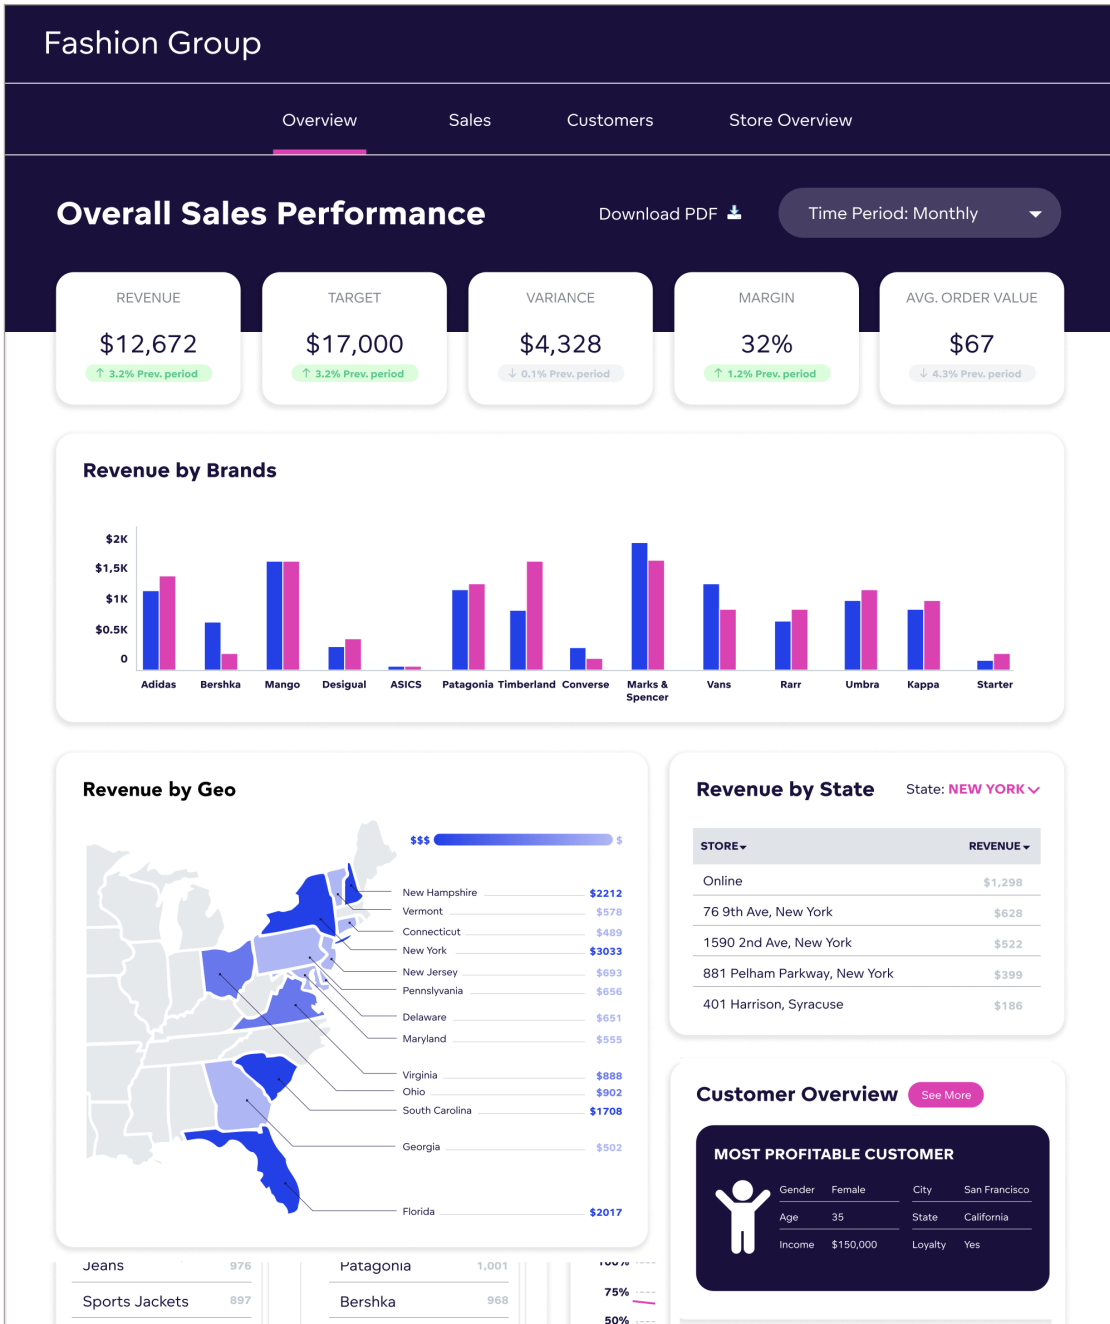 Fashion Group
Overview Sales Customers Store Overview
Overall Sales Performance
Download PDF
Time Period: Monthly
REVENUE
$12,672
↑ 3.2% Prev. period
TARGET
$17,000
↑ 3.2% Prev. period
VARIANCE
$4,328
↓ 0.1% Prev. period
MARGIN
32%
↑ 1.2% Prev. period
AVG. ORDER VALUE
$67
↓ 4.3% Prev. period
Revenue by Brands
$2K
$1,5K
$1K
$0.5K
0
Adidas Bershka Mango Desigual ASICS Patagonia Timberland Converse Marks & Spencer Vans Rarr Umbra Kappa Starter
Revenue by Geo
$$$ $
New Hampshire $2212
Vermont $578
Connecticut $489
New York $3033
New Jersey $693
Pennslyvania $656
Delaware $651
Maryland $555
Virginia $888
Ohio $902
South Carolina $1708
Georgia $502
Florida $2017
Revenue by State
State: NEW YORK
STORE REVENUE
Online $1,298
76 9th Ave, New York $628
1590 2nd Ave, New York $522
881 Pelham Parkway, New York $399
401 Harrison, Syracuse $186
Customer Overview
See More
MOST PROFITABLE CUSTOMER
Gender Female City San Francisco
Age 35 State California
Income $150,000 Loyalty Yes
Jeans 976
Sports Jackets 897
Patagonia 1,001
Bershka 968
100%
75%
50%